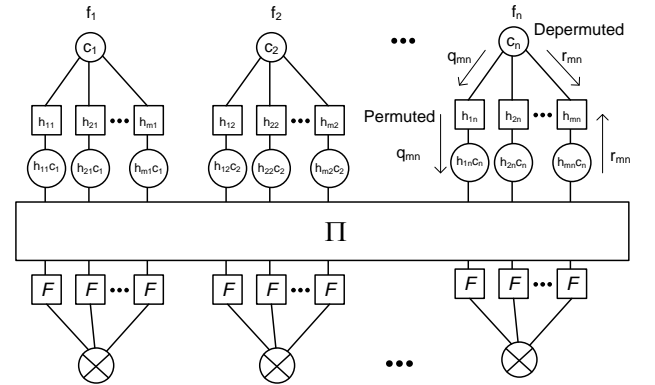 f₁ f₂ fₙ
c₁ c₂ ••• cₙ Depermuted
qₘₙ rₘₙ
h₁₁ h₂₁ ••• hₘ₁ h₁₂ h₂₂ ••• hₘ₂ Permuted h₁ₙ h₂ₙ ••• hₘₙ
qₘₙ rₘₙ
h₁₁c₁ h₂₁c₁ hₘ₁c₁ h₁₂c₂ h₂₂c₂ hₘ₂c₂ h₁ₙcₙ h₂ₙcₙ hₘₙcₙ
Π
F F ••• F F F ••• F F F ••• F
•••